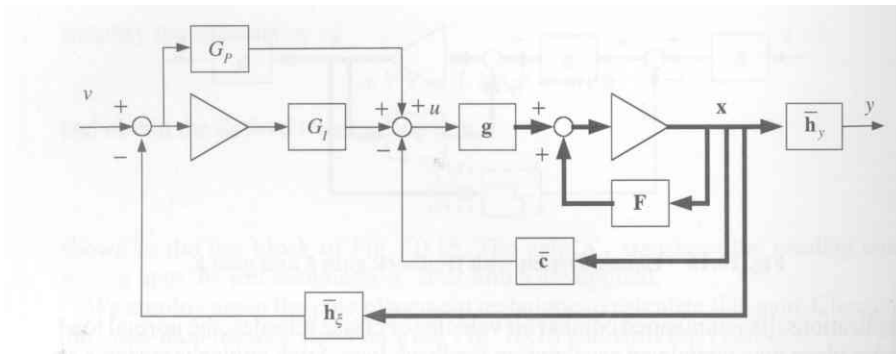 G_P
v
+
−
G_I
+
+
−
u
g
+
+
x
h̄_y
y
F
c̄
h̄_ξ